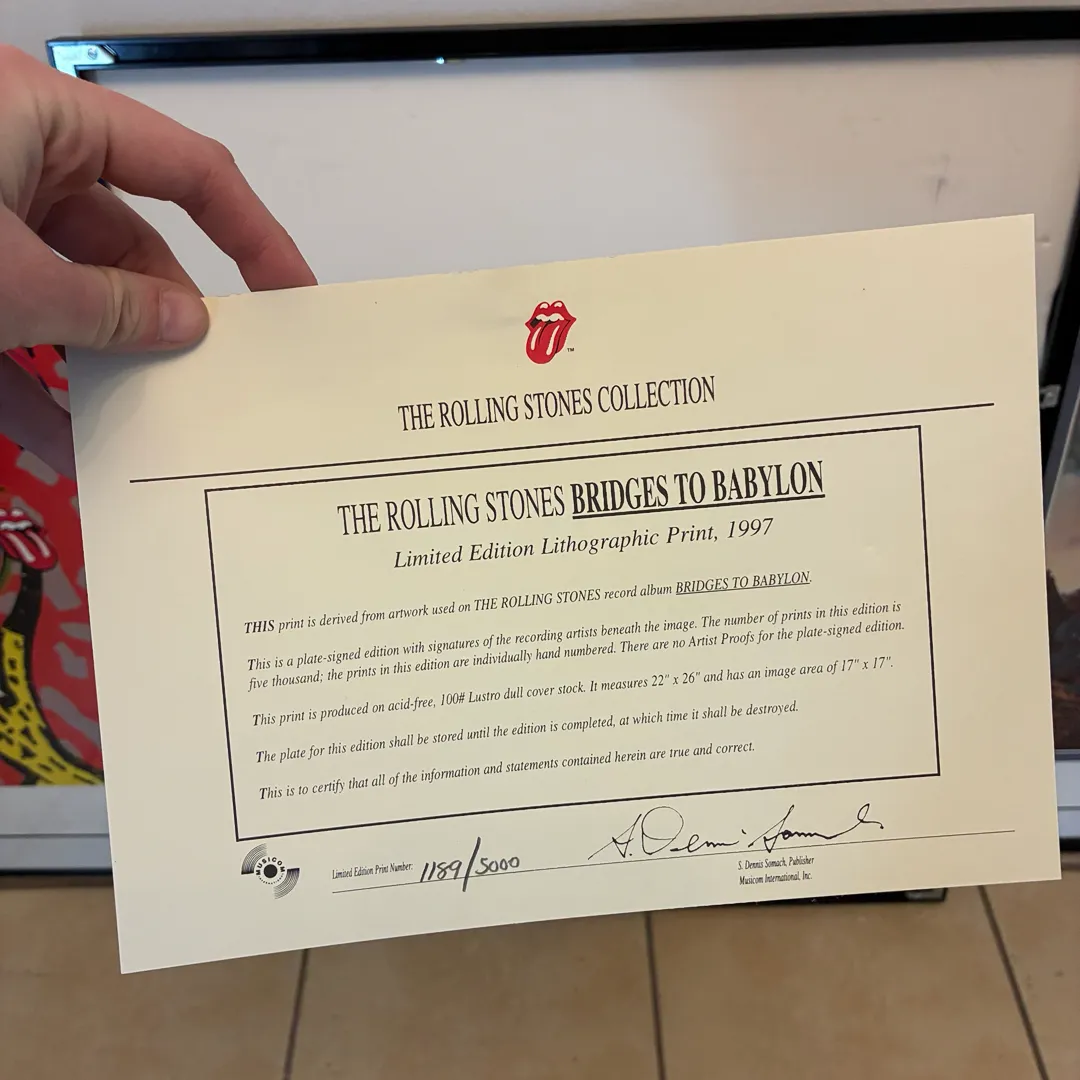 TM
THE ROLLING STONES COLLECTION
THE ROLLING STONES BRIDGES TO BABYLON
Limited Edition Lithographic Print, 1997
THIS print is derived from artwork used on THE ROLLING STONES record album BRIDGES TO BABYLON.
This is a plate-signed edition with signatures of the recording artists beneath the image. The number of prints in this edition is
five thousand; the prints in this edition are individually hand numbered. There are no Artist Proofs for the plate-signed edition.
This print is produced on acid-free, 100# Lustro dull cover stock. It measures 22" x 26" and has an image area of 17" x 17".
The plate for this edition shall be stored until the edition is completed, at which time it shall be destroyed.
This is to certify that all of the information and statements contained herein are true and correct.
MUSICOM
Limited Edition Print Number: 1189/5000
S. Dennis Somach
S. Dennis Somach, Publisher
Musicom International, Inc.